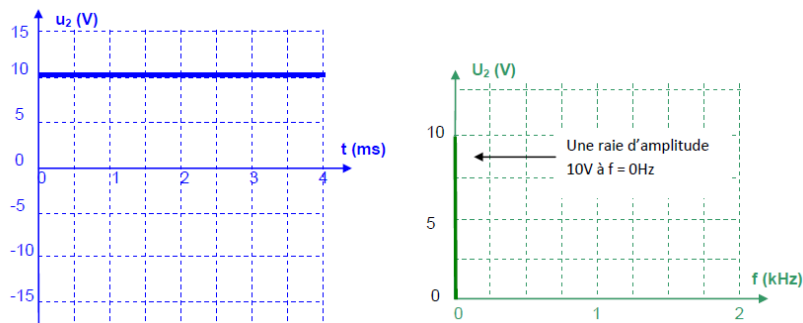 u₂ (V)
15
10
5
0
-5
-10
-15
0 1 2 3 4
t (ms)
U₂ (V)
10
5
0
Une raie d'amplitude
10V à f = 0Hz
f (kHz)
0 1 2